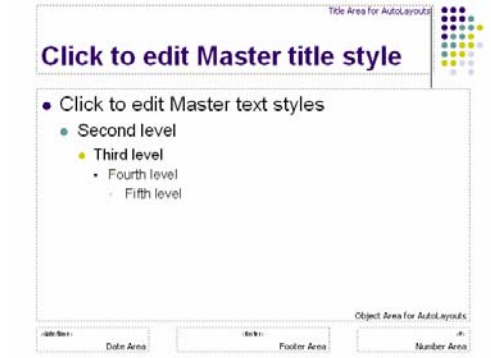 Title Area for AutoLayouts
Click to edit Master title style
Click to edit Master text styles
Second level
Third level
Fourth level
Fifth level
Object Area for AutoLayouts
Date Area
Footer Area
Number Area